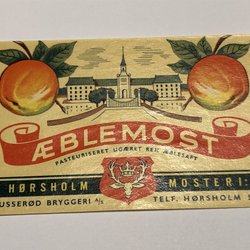 ÆBLEMOST
PASTEURISERET UGÆRET REN ÆBLESAFT
HØRSHOLM MOSTERI
USSERØD BRYGGERI A/S TELF. HØRSHOLM